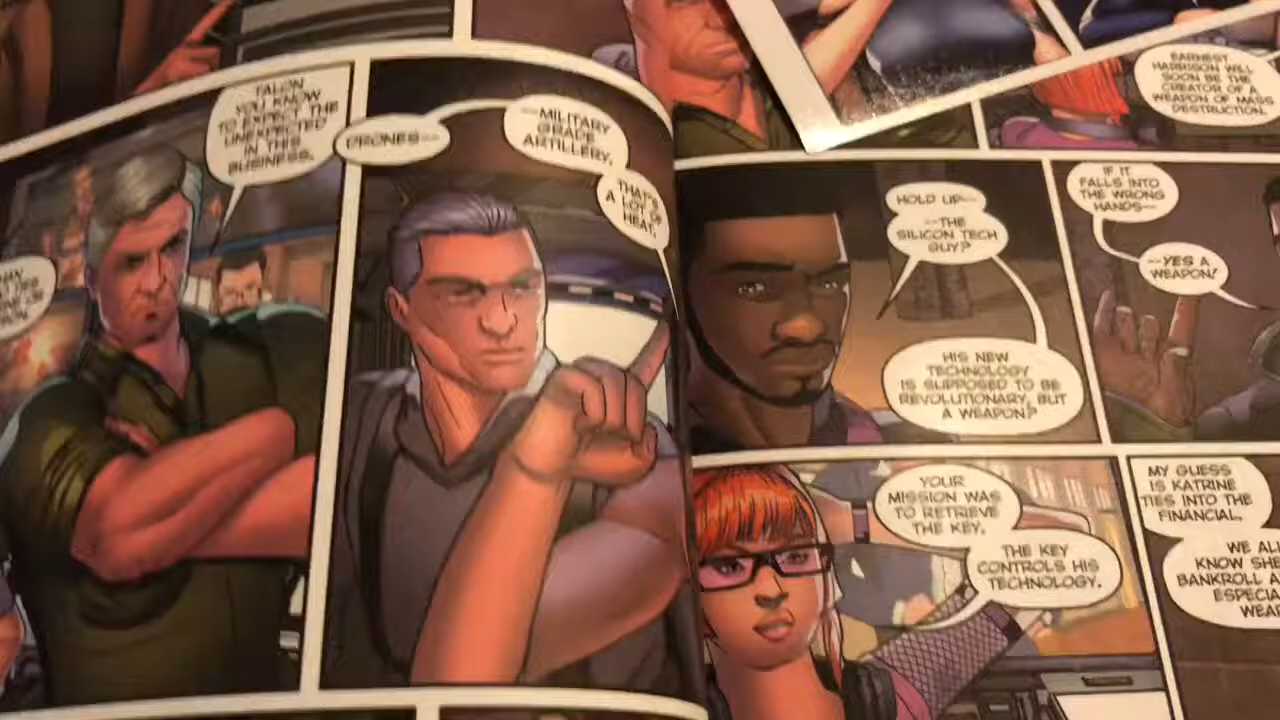 TALON
YOU KNOW
TO EXPECT THE
UNEXPECTED
IN THIS
BUSINESS.
DRONES--
--MILITARY
GRADE
ARTILLERY.
THAT'S
A LOT OF
HEAT.
EARNEST
HARRISON WILL
SOON BE THE
CREATOR OF A
WEAPON OF MASS
DESTRUCTION.
HOLD UP--
--THE
SILICON TECH
GUY?
HIS NEW
TECHNOLOGY
IS SUPPOSED TO BE
REVOLUTIONARY, BUT
A WEAPON?
IF IT
FALLS INTO
THE WRONG
HANDS--
--YES A
WEAPON!
YOUR
MISSION WAS
TO RETRIEVE
THE KEY.
THE KEY
CONTROLS HIS
TECHNOLOGY.
MY GUESS
IS KATRINE
TIES INTO THE
FINANCIAL.
WE ALL
KNOW SHE
BANKROLL